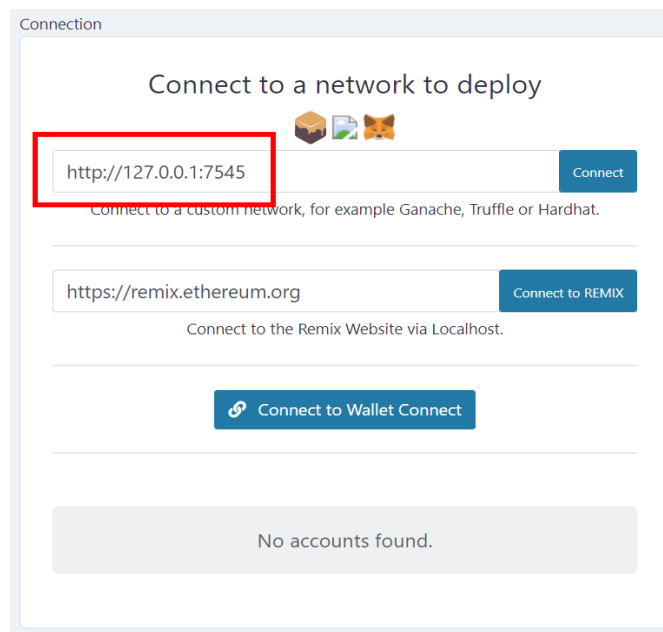 Connection
Connect to a network to deploy
http://127.0.0.1:7545
Connect
Connect to a custom network, for example Ganache, Truffle or Hardhat.
https://remix.ethereum.org
Connect to REMIX
Connect to the Remix Website via Localhost.
Connect to Wallet Connect
No accounts found.